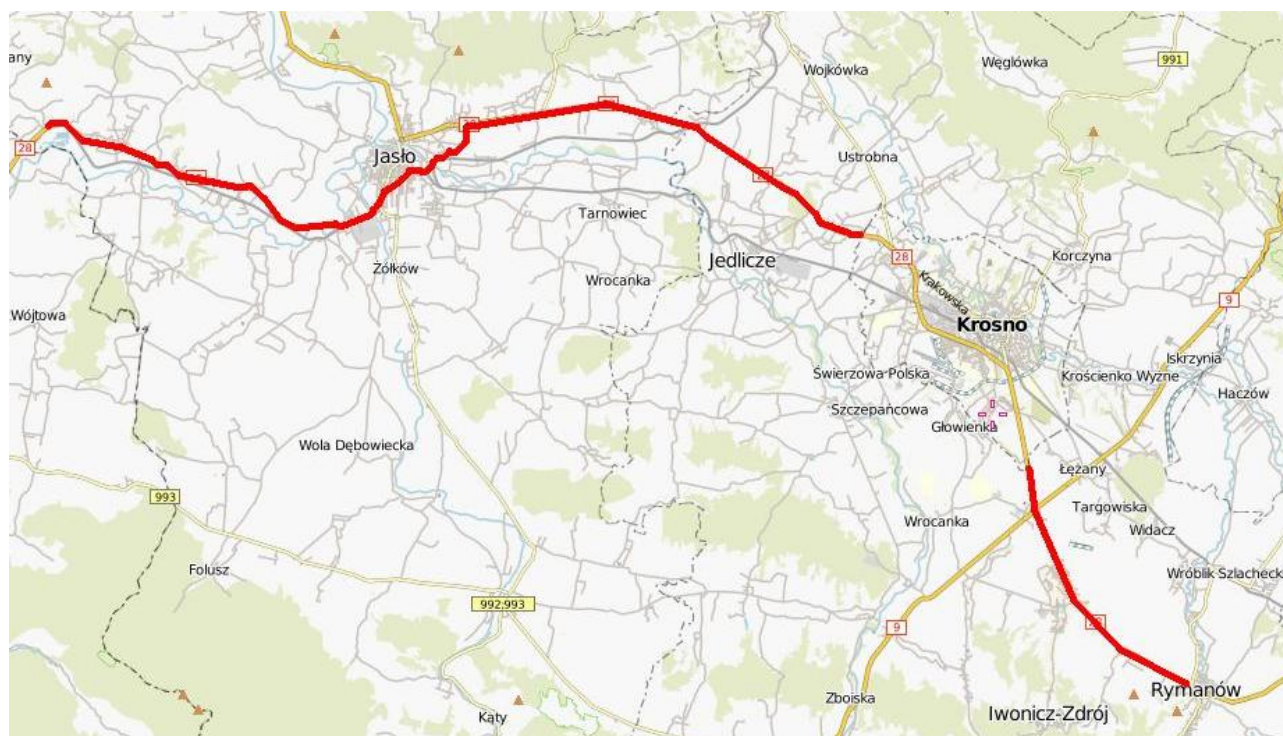 any
991
Węglówka
Wojkówka
28
Jasło
Ustrobna
Tarnowiec
Korczyna
Jedlicze
28
Żółków
Wrocanka
Krakowska
9
Wójtowa
Krosno
Iskrzynia
Świerzowa Polska
Krościenko Wyżne
Haczów
Szczepańcowa
Głowienka
Wola Dębowiecka
Łężany
993
Targowiska
Wrocanka
Widacz
Folusz
Wróblik Szlacheck
992;993
9
Rymanów
Zboiska
Iwonicz-Zdrój
Kąty